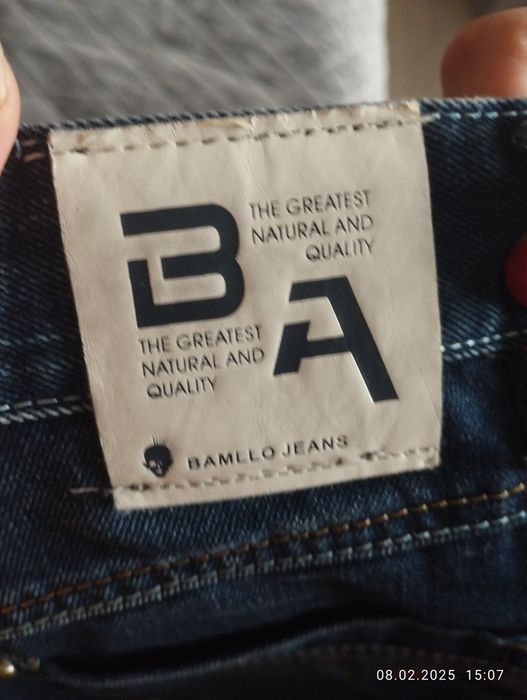 B
THE GREATEST
NATURAL AND
QUALITY
THE GREATEST
NATURAL AND
QUALITY
A
BAMLLO JEANS
08.02.2025 15:07